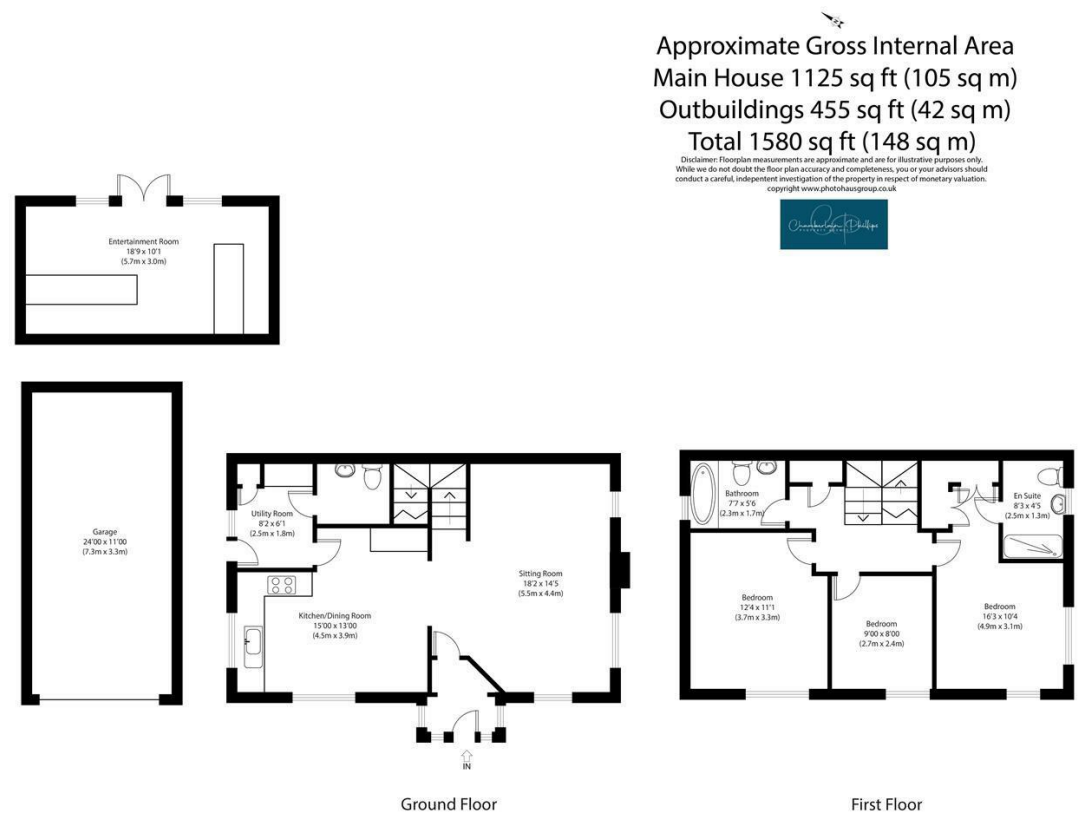 N
Approximate Gross Internal Area
Main House 1125 sq ft (105 sq m)
Outbuildings 455 sq ft (42 sq m)
Total 1580 sq ft (148 sq m)
Disclaimer: Floorplan measurements are approximate and are for illustrative purposes only.
While we do not doubt the floor plan accuracy and completeness, you or your advisors should
conduct a careful, independent investigation of the property in respect of monetary valuation.
copyright www.photohausgroup.co.uk
Chamberlain Phillips
Entertainment Room
18'9 x 10'1
(5.7m x 3.0m)
Garage
24'00 x 11'00
(7.3m x 3.3m)
Utility Room
8'2 x 6'1
(2.5m x 1.8m)
Kitchen/Dining Room
15'00 x 13'00
(4.5m x 3.9m)
Sitting Room
18'2 x 14'5
(5.5m x 4.4m)
IN
Ground Floor
Bathroom
7'7 x 5'6
(2.3m x 1.7m)
En Suite
8'3 x 4'5
(2.5m x 1.3m)
Bedroom
12'4 x 11'1
(3.7m x 3.3m)
Bedroom
9'00 x 8'00
(2.7m x 2.4m)
Bedroom
16'3 x 10'4
(4.9m x 3.1m)
First Floor